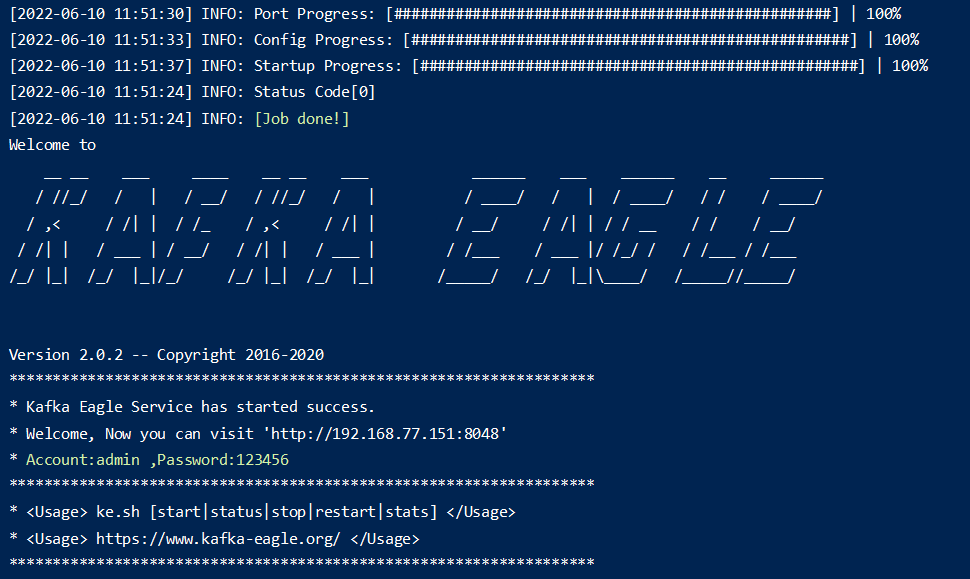 [2022-06-10 11:51:30] INFO: Port Progress: [##################################################] | 100%
[2022-06-10 11:51:33] INFO: Config Progress: [##################################################] | 100%
[2022-06-10 11:51:37] INFO: Startup Progress: [##################################################] | 100%
[2022-06-10 11:51:24] INFO: Status Code[0]
[2022-06-10 11:51:24] INFO: [Job done!]
Welcome to
KAFKA EAGLE
Version 2.0.2 -- Copyright 2016-2020
*******************************************************************
* Kafka Eagle Service has started success.
* Welcome, Now you can visit 'http://192.168.77.151:8048'
* Account:admin ,Password:123456
*******************************************************************
* <Usage> ke.sh [start|status|stop|restart|stats] </Usage>
* <Usage> https://www.kafka-eagle.org/ </Usage>
*******************************************************************